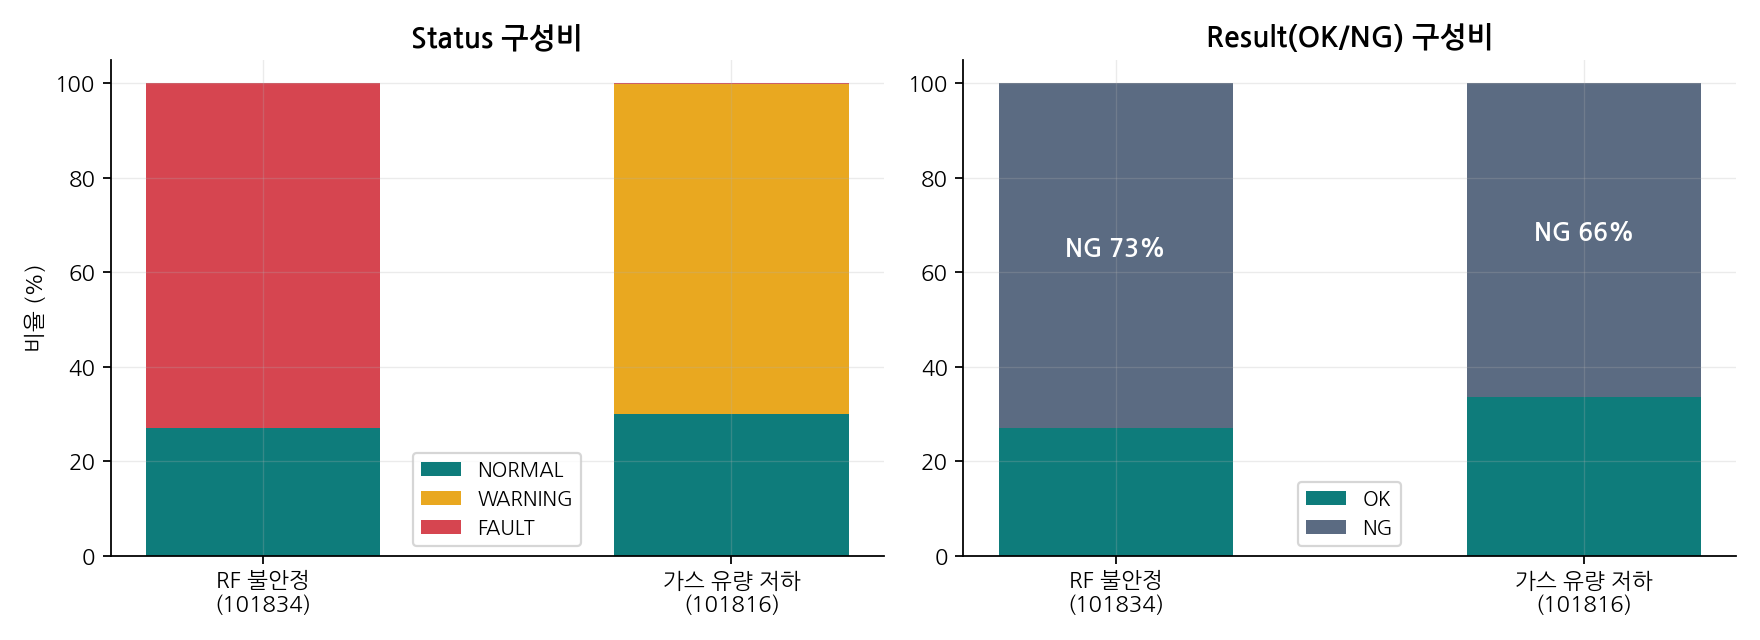 Status 구성비
비율 (%)
100
80
60
40
20
0
NORMAL
WARNING
FAULT
RF 불안정
(101834)
가스 유량 저하
(101816)
Result(OK/NG) 구성비
100
80
60
40
20
0
NG 73%
NG 66%
OK
NG
RF 불안정
(101834)
가스 유량 저하
(101816)